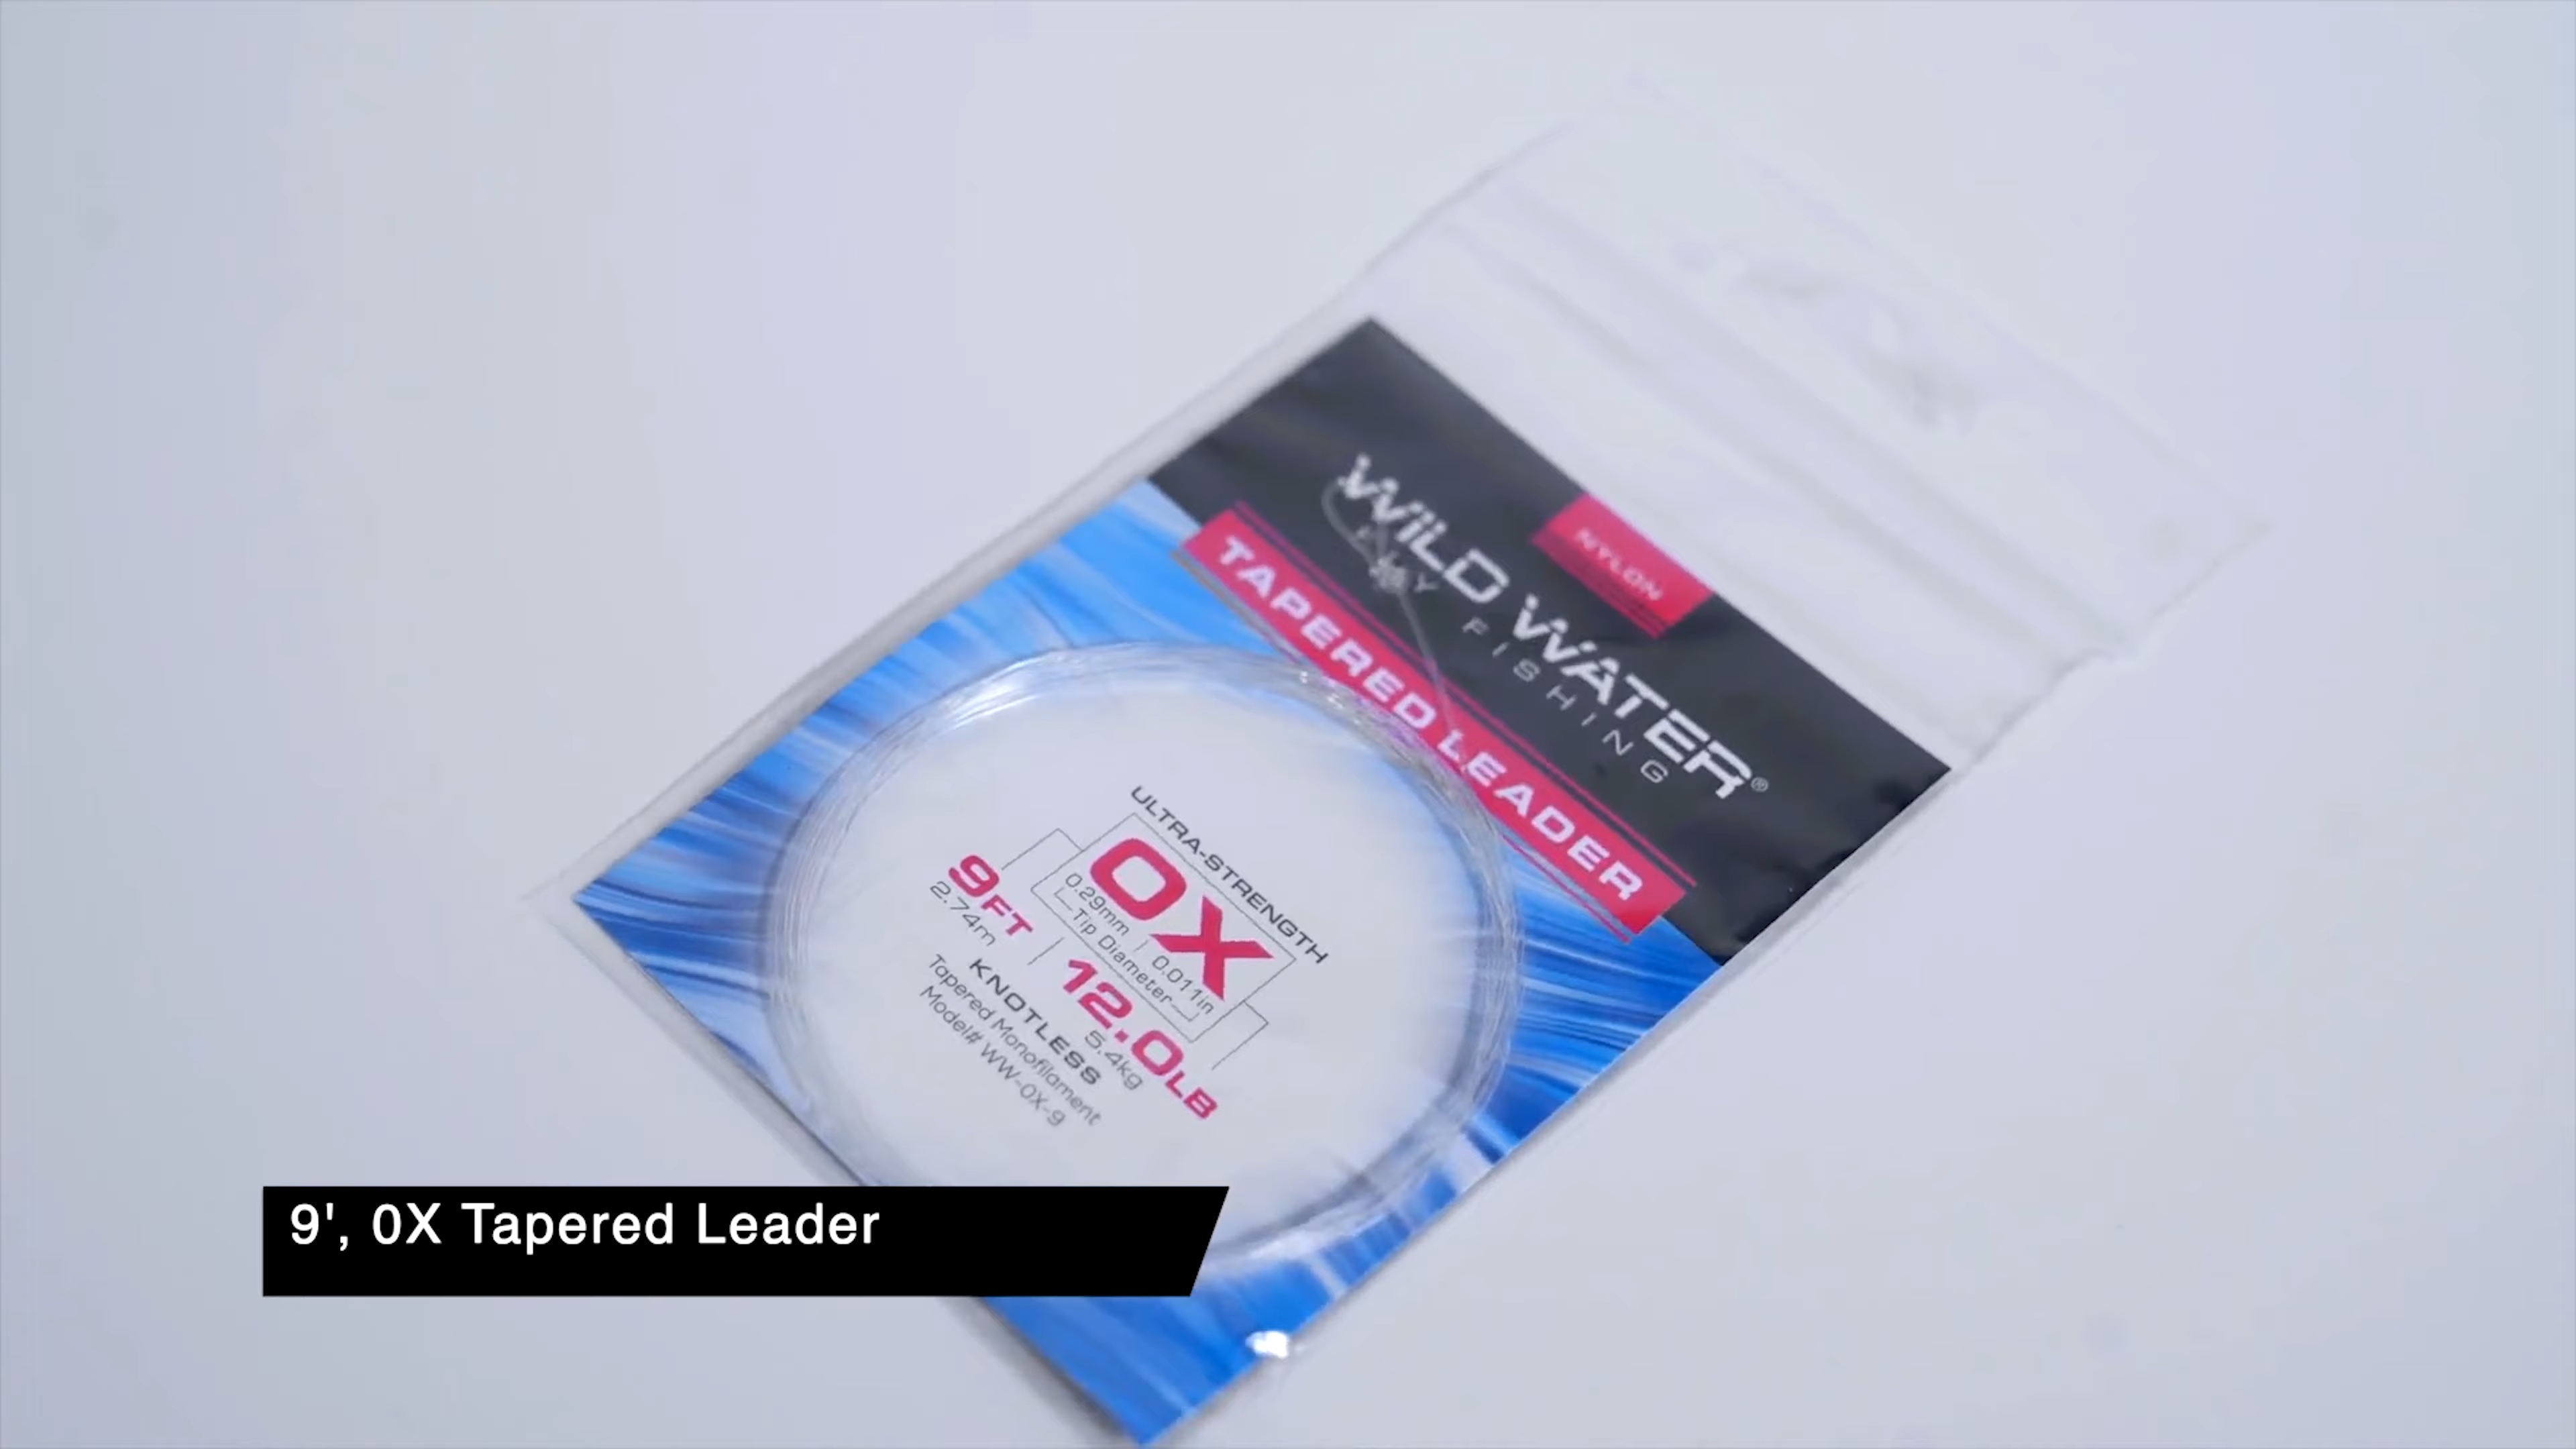 NYLON
WILD WATER®
FLY FISHING
TAPERED LEADER
ULTRA-STRENGTH
0X
0.29mm | 0.011in
Tip Diameter
9FT | 12.0LB
2.74m 5.4kg
KNOTLESS
Tapered Monofilament
Model# WW-0X-9
9', 0X Tapered Leader